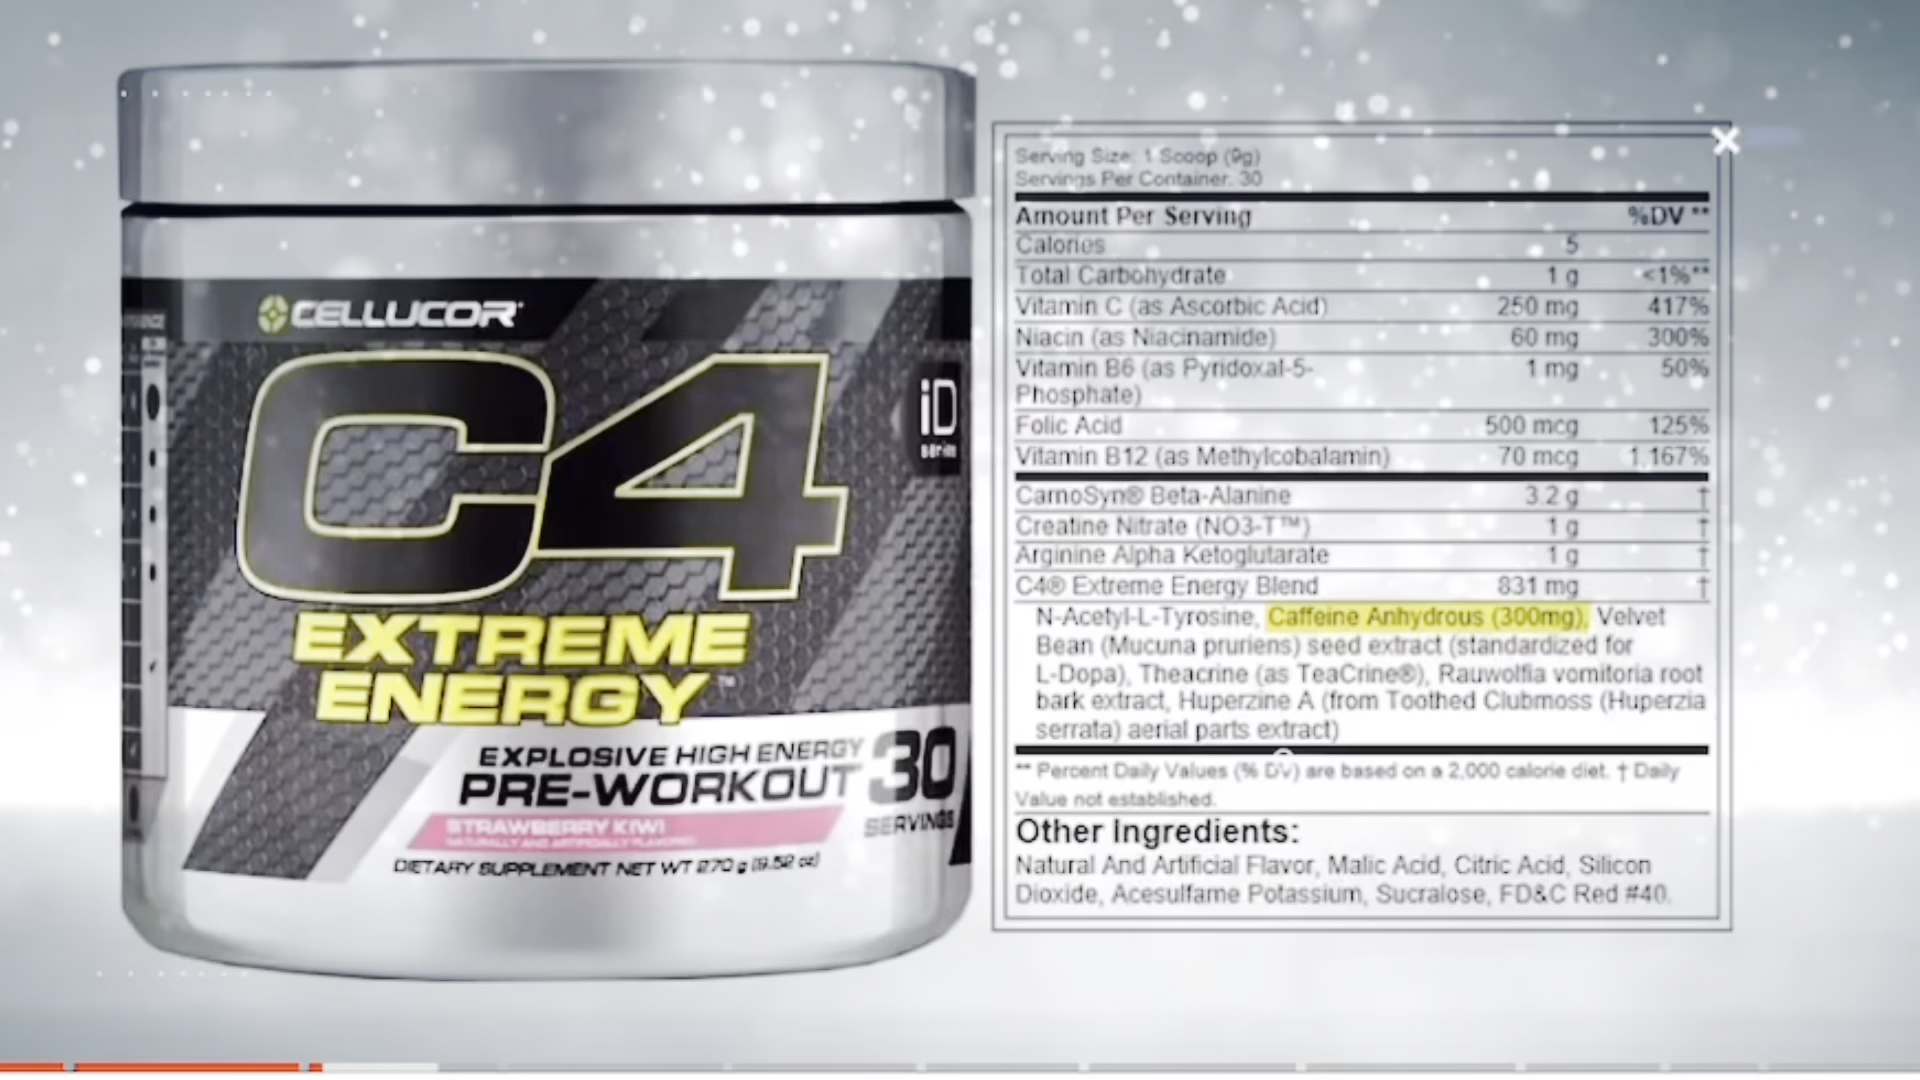 CELLUCOR
C4
iD
series
EXTREME
ENERGY™
EXPLOSIVE HIGH ENERGY
PRE-WORKOUT
30
SERVINGS
STRAWBERRY KIWI
NATURALLY AND ARTIFICIALLY FLAVORED
DIETARY SUPPLEMENT NET WT 270 g (9.52 oz)
Serving Size: 1 Scoop (9g)
Servings Per Container: 30
Amount Per Serving %DV **
Calories 5
Total Carbohydrate 1 g <1%**
Vitamin C (as Ascorbic Acid) 250 mg 417%
Niacin (as Niacinamide) 60 mg 300%
Vitamin B6 (as Pyridoxal-5- 1 mg 50%
Phosphate)
Folic Acid 500 mcg 125%
Vitamin B12 (as Methylcobalamin) 70 mcg 1,167%
CarnoSyn® Beta-Alanine 3.2 g †
Creatine Nitrate (NO3-T™) 1 g †
Arginine Alpha Ketoglutarate 1 g †
C4® Extreme Energy Blend 831 mg †
N-Acetyl-L-Tyrosine, Caffeine Anhydrous (300mg), Velvet
Bean (Mucuna pruriens) seed extract (standardized for
L-Dopa), Theacrine (as TeaCrine®), Rauwolfia vomitoria root
bark extract, Huperzine A (from Toothed Clubmoss (Huperzia
serrata) aerial parts extract)
** Percent Daily Values (% DV) are based on a 2,000 calorie diet. † Daily
Value not established.
Other Ingredients:
Natural And Artificial Flavor, Malic Acid, Citric Acid, Silicon
Dioxide, Acesulfame Potassium, Sucralose, FD&C Red #40.